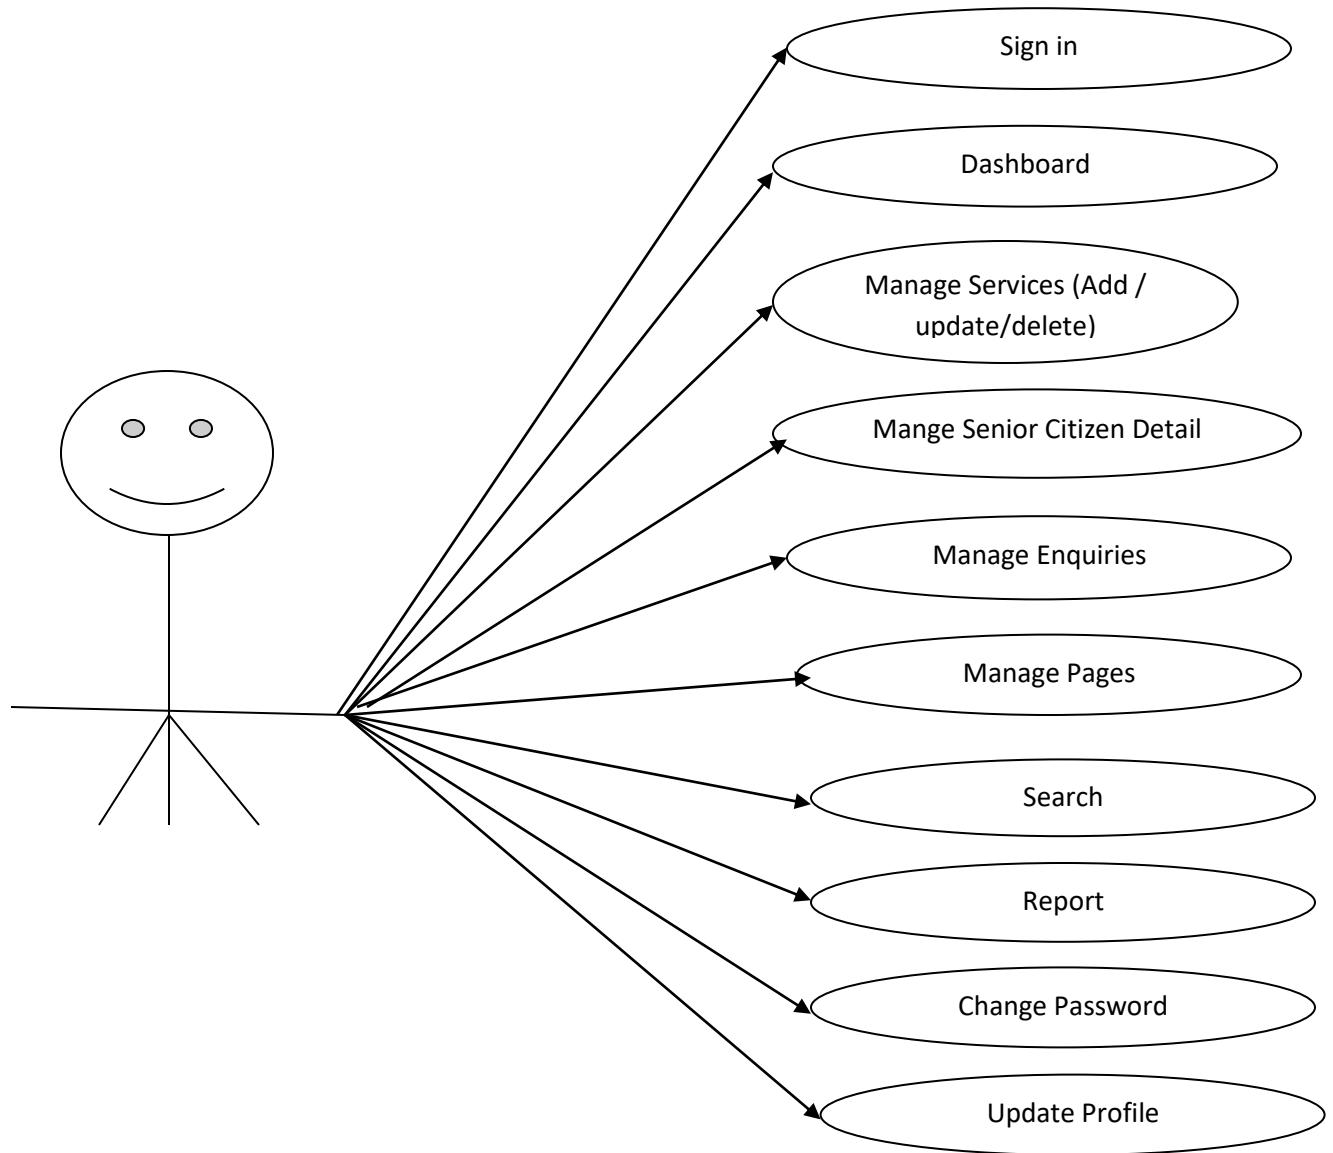 Sign in
Dashboard
Manage Services (Add /
update/delete)
Mange Senior Citizen Detail
Manage Enquiries
Manage Pages
Search
Report
Change Password
Update Profile